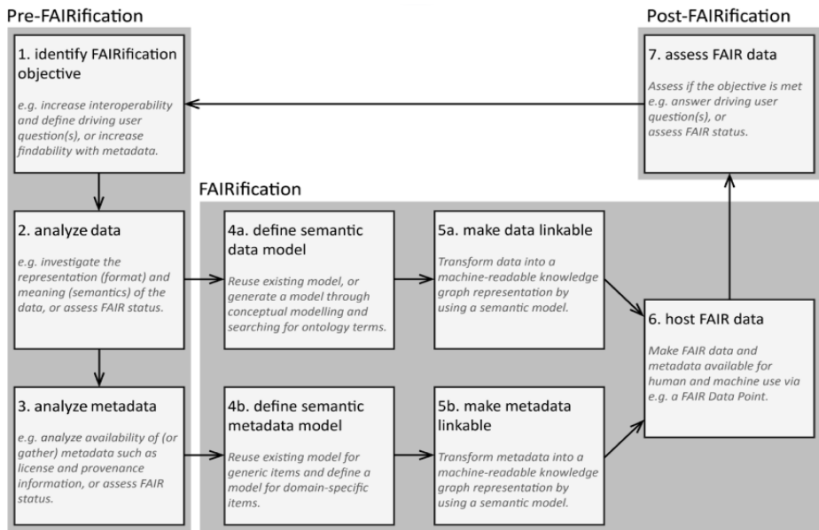 Pre-FAIRification
1. identify FAIRification
objective
e.g. increase interoperability
and define driving user
question(s), or increase
findability with metadata.
2. analyze data
e.g. investigate the
representation (format) and
meaning (semantics) of the
data, or assess FAIR status.
3. analyze metadata
e.g. analyze availability of (or
gather) metadata such as
license and provenance
information, or assess FAIR
status.
FAIRification
4a. define semantic
data model
Reuse existing model, or
generate a model through
conceptual modelling and
searching for ontology terms.
5a. make data linkable
Transform data into a
machine-readable knowledge
graph representation by
using a semantic model.
4b. define semantic
metadata model
Reuse existing model for
generic items and define a
model for domain-specific
items.
5b. make metadata
linkable
Transform metadata into a
machine-readable knowledge
graph representation by
using a semantic model.
6. host FAIR data
Make FAIR data and
metadata available for
human and machine use via
e.g. a FAIR Data Point.
Post-FAIRification
7. assess FAIR data
Assess if the objective is met
e.g. answer driving user
question(s), or
assess FAIR status.